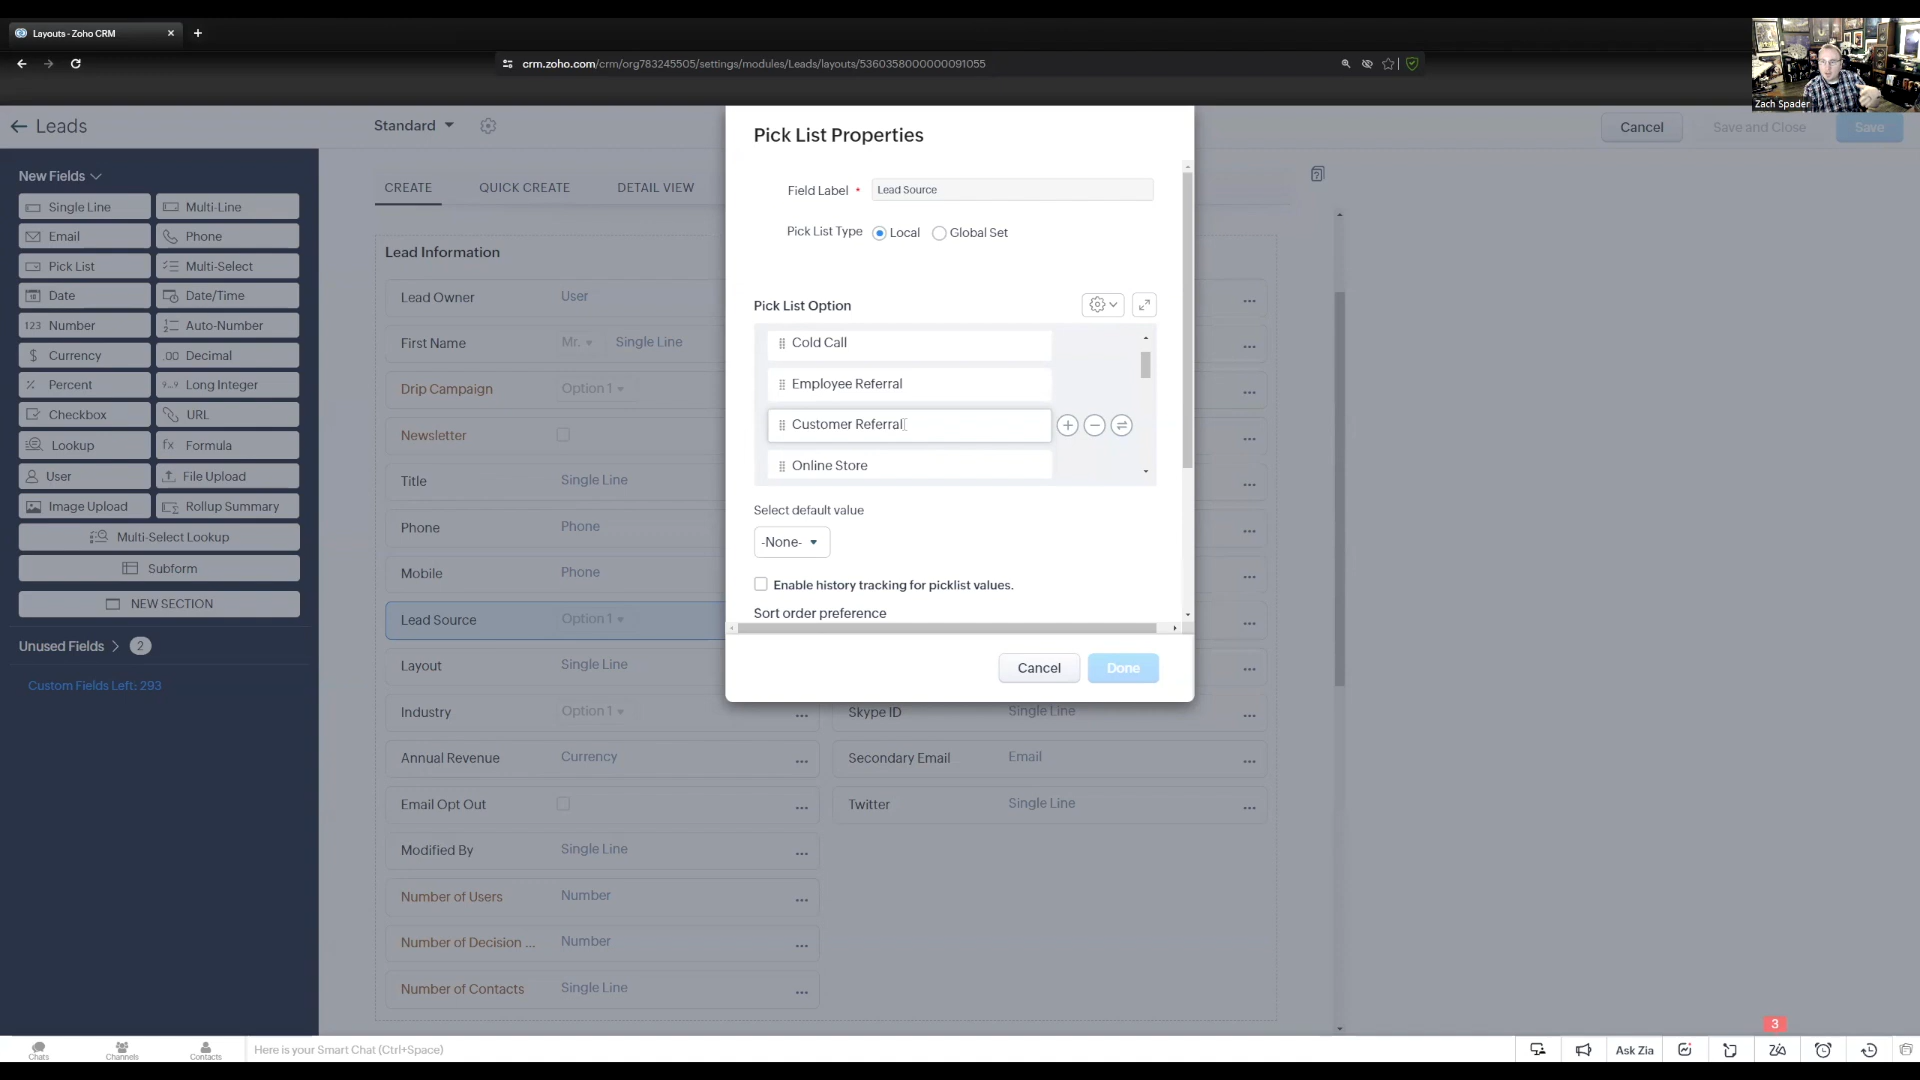 Layouts - Zoho CRM
crm.zoho.com/crm/org783245505/settings/modules/Leads/layouts/5360358000000091055
Zach Spader
Leads
Standard
Cancel
Save and Close
Save
New Fields
Single Line
Multi-Line
Email
Phone
Pick List
Multi-Select
Date
Date/Time
123 Number
Auto-Number
$ Currency
.00 Decimal
% Percent
Long Integer
Checkbox
URL
Lookup
fx Formula
User
File Upload
Image Upload
Rollup Summary
Multi-Select Lookup
Subform
NEW SECTION
Unused Fields 2
Custom Fields Left: 293
CREATE
QUICK CREATE
DETAIL VIEW
Lead Information
Lead Owner User
First Name Mr. Single Line
Drip Campaign Option 1
Newsletter
Title Single Line
Phone Phone
Mobile Phone
Lead Source Option 1
Layout Single Line
Industry Option 1
Skype ID Single Line
Annual Revenue Currency
Secondary Email Email
Email Opt Out
Twitter Single Line
Modified By Single Line
Number of Users Number
Number of Decision ... Number
Number of Contacts Single Line
Pick List Properties
Field Label • Lead Source
Pick List Type Local Global Set
Pick List Option
Cold Call
Employee Referral
Customer Referral
Online Store
Select default value
-None-
Enable history tracking for picklist values.
Sort order preference
Cancel
Done
Chats
Channels
Contacts
Here is your Smart Chat (Ctrl+Space)
3
Ask Zia